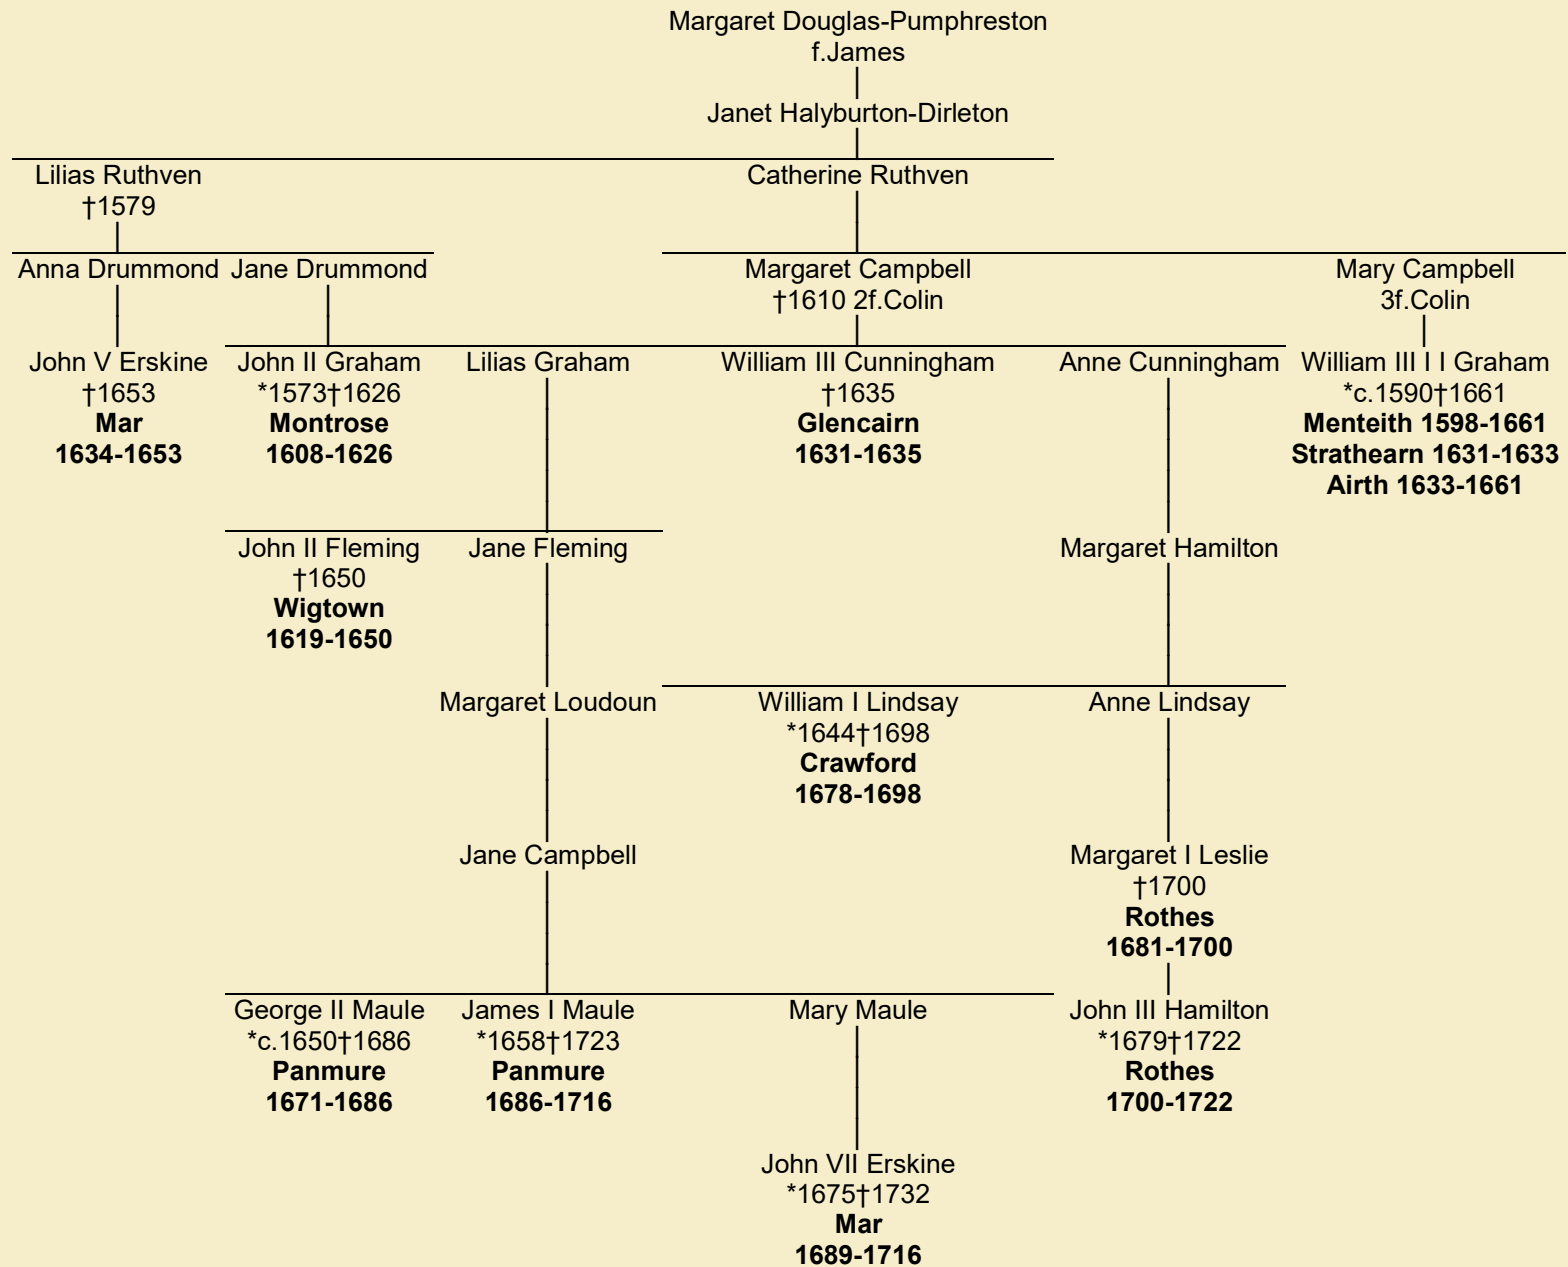 Margaret Douglas-Pumphreston
f.James
Janet Halyburton-Dirleton
Lilias Ruthven
†1579
Catherine Ruthven
Anna Drummond
Jane Drummond
Margaret Campbell
†1610 2f.Colin
Mary Campbell
3f.Colin
John V Erskine
†1653
Mar
1634-1653
John II Graham
*1573†1626
Montrose
1608-1626
Lilias Graham
William III Cunningham
†1635
Glencairn
1631-1635
Anne Cunningham
William III I I Graham
*c.1590†1661
Menteith 1598-1661
Strathearn 1631-1633
Airth 1633-1661
John II Fleming
†1650
Wigtown
1619-1650
Jane Fleming
Margaret Hamilton
Margaret Loudoun
William I Lindsay
*1644†1698
Crawford
1678-1698
Anne Lindsay
Jane Campbell
Margaret I Leslie
†1700
Rothes
1681-1700
George II Maule
*c.1650†1686
Panmure
1671-1686
James I Maule
*1658†1723
Panmure
1686-1716
Mary Maule
John III Hamilton
*1679†1722
Rothes
1700-1722
John VII Erskine
*1675†1732
Mar
1689-1716